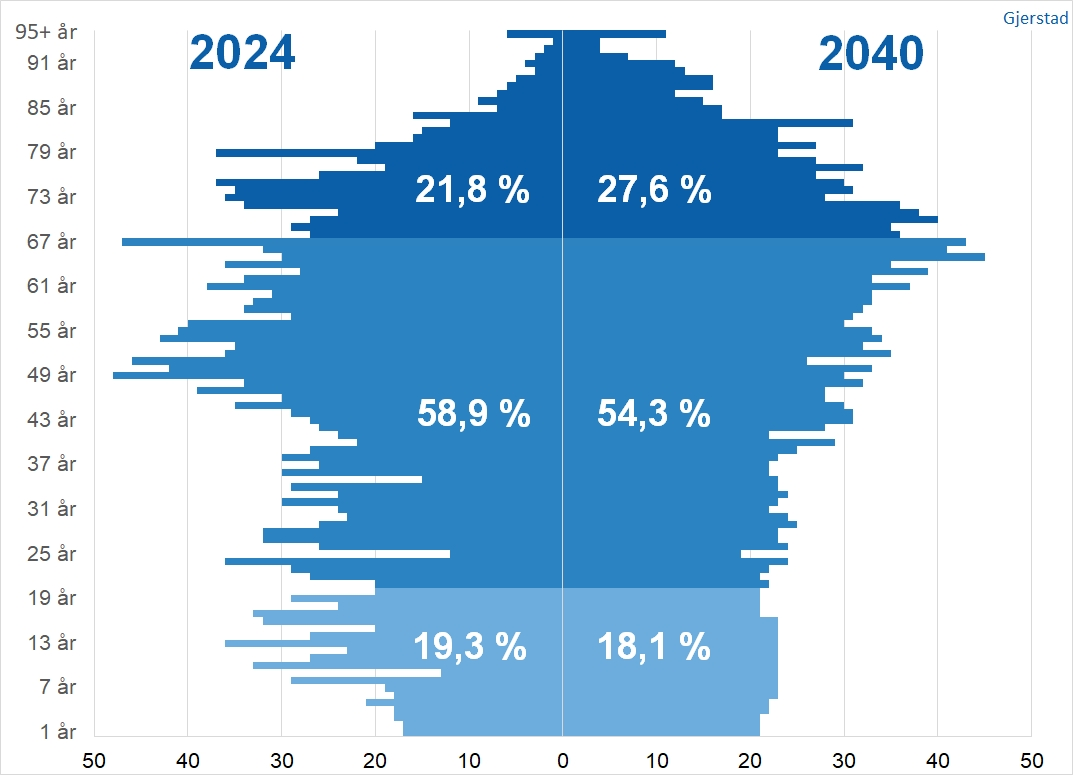 Gjerstad
2024 2040
95+ år
91 år
85 år
79 år
73 år
21,8 % 27,6 %
67 år
61 år
55 år
49 år
43 år
58,9 % 54,3 %
37 år
31 år
25 år
19 år
13 år
19,3 % 18,1 %
7 år
1 år
50 40 30 20 10 0 10 20 30 40 50